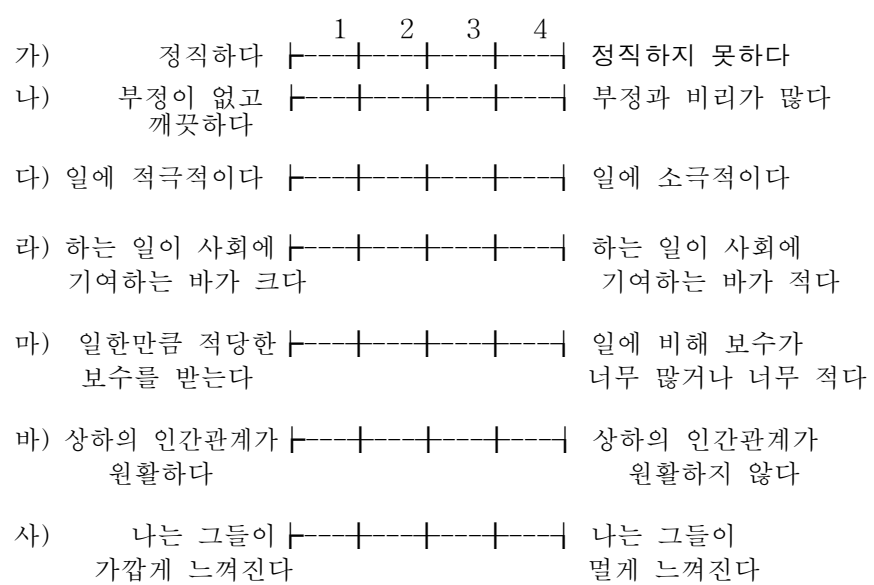 1 2 3 4
가) 정직하다 ├----┼----┼----┼----┤ 정직하지 못하다
나) 부정이 없고 ├----┼----┼----┼----┤ 부정과 비리가 많다
깨끗하다
다) 일에 적극적이다 ├----┼----┼----┼----┤ 일에 소극적이다
라) 하는 일이 사회에 ├----┼----┼----┼----┤ 하는 일이 사회에
기여하는 바가 크다 기여하는 바가 적다
마) 일한만큼 적당한 ├----┼----┼----┼----┤ 일에 비해 보수가
보수를 받는다 너무 많거나 너무 적다
바) 상하의 인간관계가 ├----┼----┼----┼----┤ 상하의 인간관계가
원활하다 원활하지 않다
사) 나는 그들이 ├----┼----┼----┼----┤ 나는 그들이
가깝게 느껴진다 멀게 느껴진다